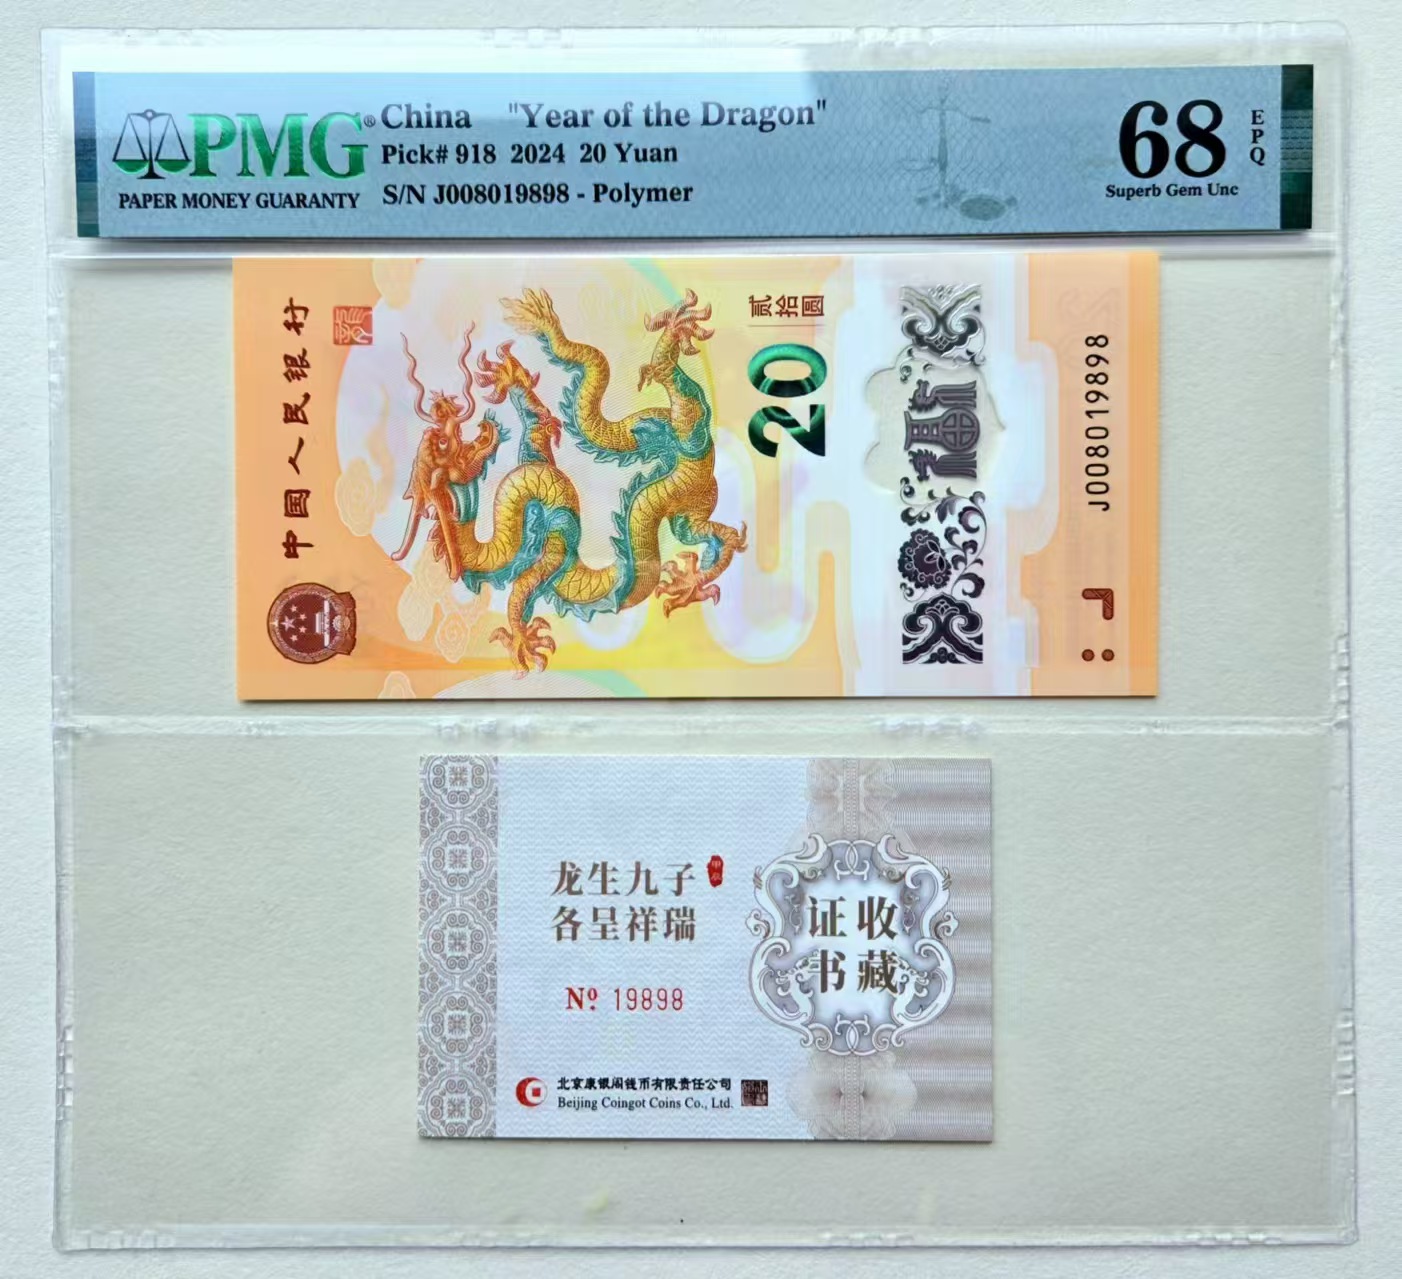 PMG® China "Year of the Dragon"
PAPER MONEY GUARANTY
Pick# 918 2024 20 Yuan
S/N J008019898 - Polymer
68
EPQ
Superb Gem Unc
中国人民银行
贰拾圆
20
J008019898
龙生九子
甲辰
各呈祥瑞
Nº. 19898
收藏
证书
北京康银阁钱币有限责任公司
Beijing Coingot Coins Co., Ltd.